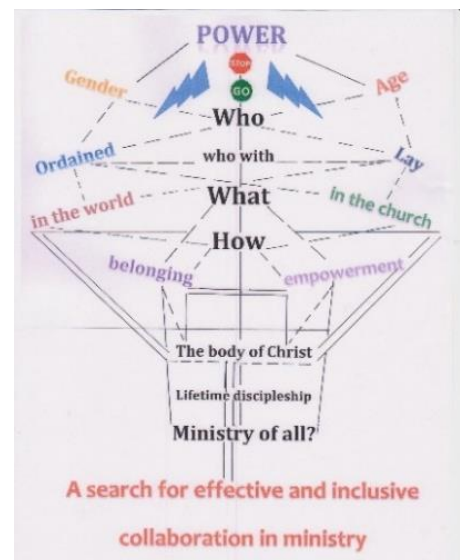 POWER
STOP
GO
Gender
Age
Who
Ordained
who with
Lay
in the world
What
in the church
How
belonging
empowerment
The body of Christ
Lifetime discipleship
Ministry of all?
A search for effective and inclusive
collaboration in ministry